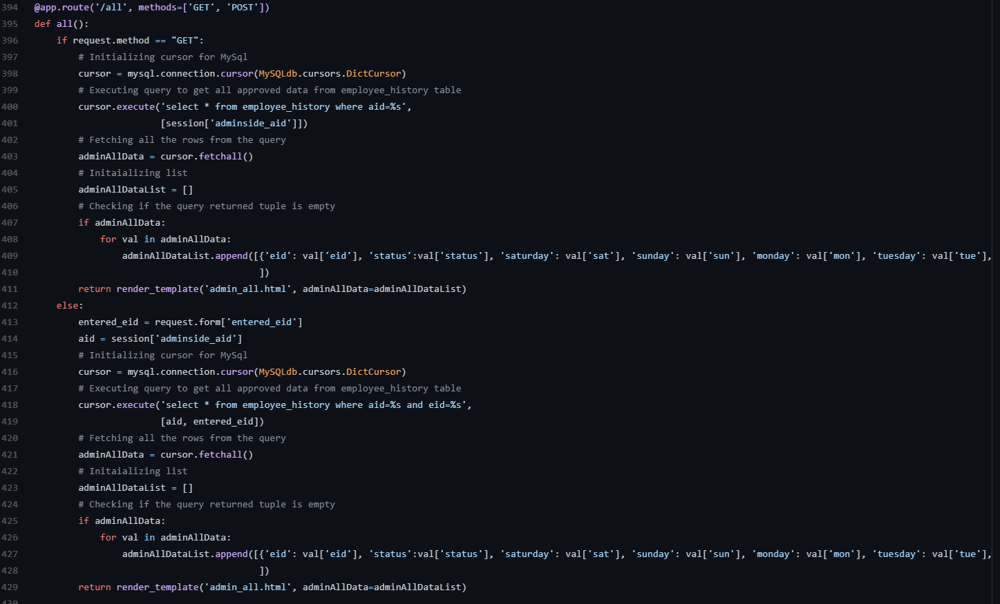 394 @app.route('/all', methods=['GET', 'POST'])
395 def all():
396     if request.method == "GET":
397         # Initializing cursor for MySql
398         cursor = mysql.connection.cursor(MySQLdb.cursors.DictCursor)
399         # Executing query to get all approved data from employee_history table
400         cursor.execute('select * from employee_history where aid=%s',
401                        [session['adminside_aid']])
402         # Fetching all the rows from the query
403         adminAllData = cursor.fetchall()
404         # Initaializing list
405         adminAllDataList = []
406         # Checking if the query returned tuple is empty
407         if adminAllData:
408             for val in adminAllData:
409                 adminAllDataList.append([{'eid': val['eid'], 'status':val['status'], 'saturday': val['sat'], 'sunday': val['sun'], 'monday': val['mon'], 'tuesday': val['tue'],
410                                          ])
411         return render_template('admin_all.html', adminAllData=adminAllDataList)
412     else:
413         entered_eid = request.form['entered_eid']
414         aid = session['adminside_aid']
415         # Initializing cursor for MySql
416         cursor = mysql.connection.cursor(MySQLdb.cursors.DictCursor)
417         # Executing query to get all approved data from employee_history table
418         cursor.execute('select * from employee_history where aid=%s and eid=%s',
419                        [aid, entered_eid])
420         # Fetching all the rows from the query
421         adminAllData = cursor.fetchall()
422         # Initaializing list
423         adminAllDataList = []
424         # Checking if the query returned tuple is empty
425         if adminAllData:
426             for val in adminAllData:
427                 adminAllDataList.append([{'eid': val['eid'], 'status':val['status'], 'saturday': val['sat'], 'sunday': val['sun'], 'monday': val['mon'], 'tuesday': val['tue'],
428                                          ])
429         return render_template('admin_all.html', adminAllData=adminAllDataList)
430